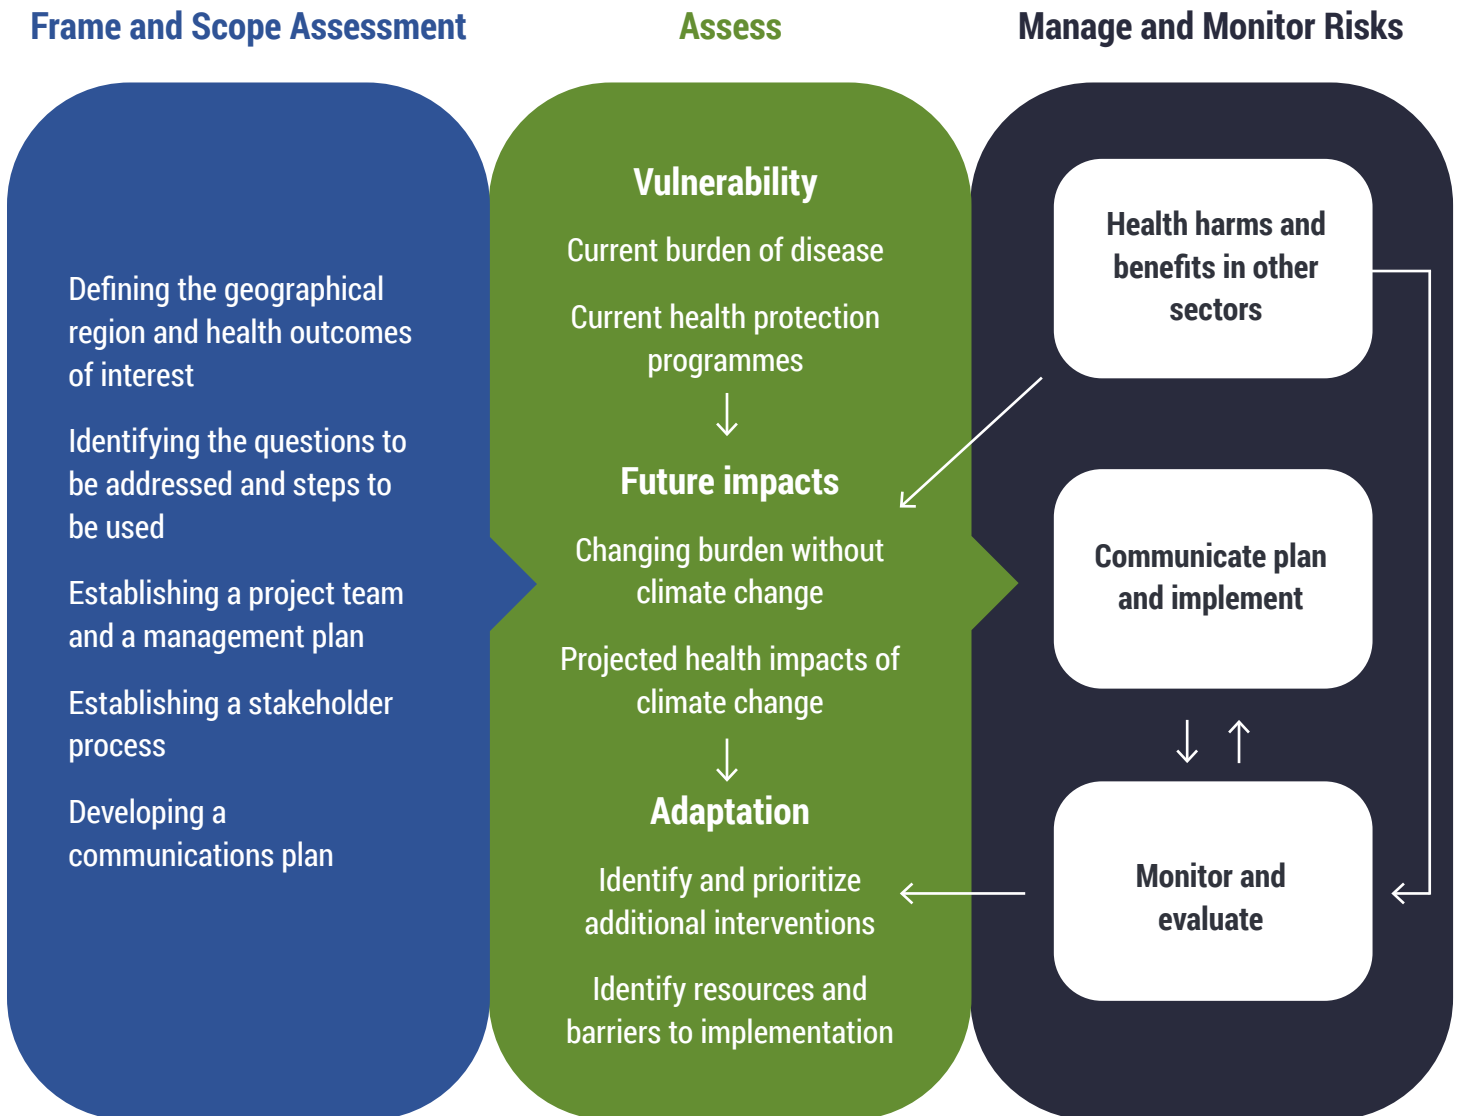 Frame and Scope Assessment
Defining the geographical
region and health outcomes
of interest
Identifying the questions to
be addressed and steps to
be used
Establishing a project team
and a management plan
Establishing a stakeholder
process
Developing a
communications plan
Assess
Vulnerability
Current burden of disease
Current health protection
programmes
Future impacts
Changing burden without
climate change
Projected health impacts of
climate change
Adaptation
Identify and prioritize
additional interventions
Identify resources and
barriers to implementation
Manage and Monitor Risks
Health harms and
benefits in other
sectors
Communicate plan
and implement
Monitor and
evaluate